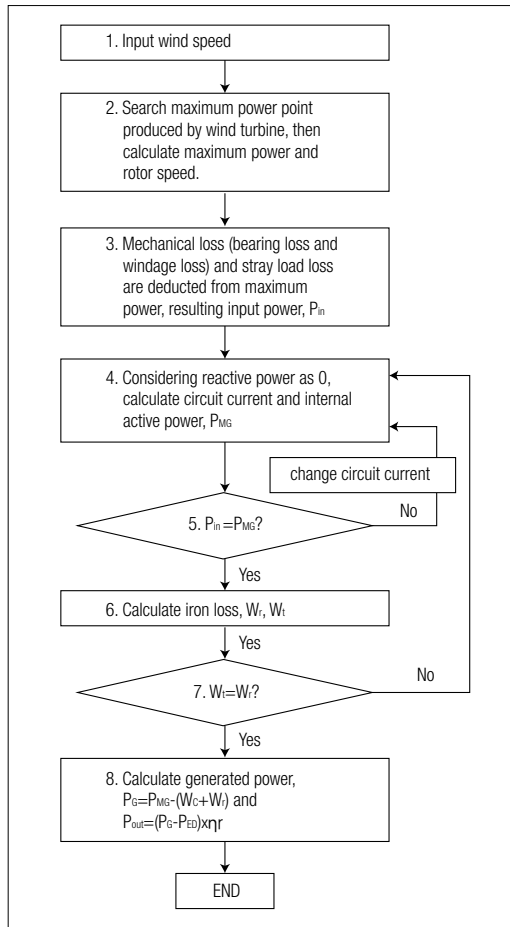 1. Input wind speed
2. Search maximum power point
produced by wind turbine, then
calculate maximum power and
rotor speed.
3. Mechanical loss (bearing loss and
windage loss) and stray load loss
are deducted from maximum
power, resulting input power, Pin
4. Considering reactive power as 0,
calculate circuit current and internal
active power, PMG
change circuit current
No
5. Pin=PMG?
Yes
6. Calculate iron loss, Wr, Wt
Yes
No
7. Wt=Wr?
Yes
8. Calculate generated power,
PG=PMG-(WC+Wr) and
Pout=(PG-PED)xηr
END